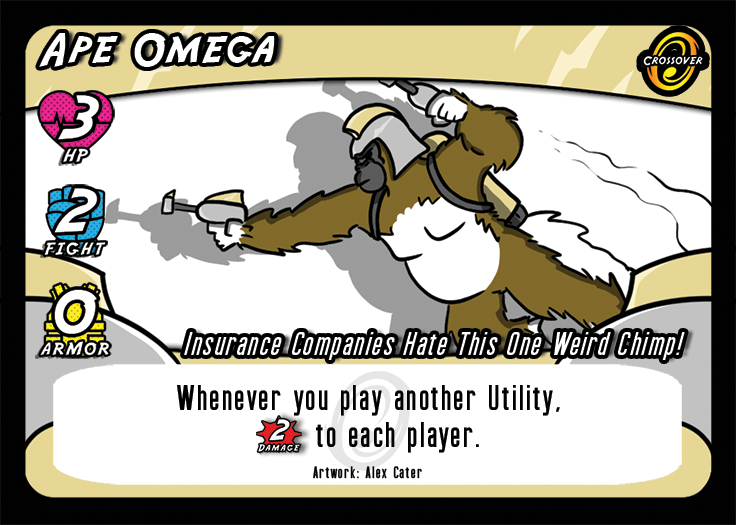 Ape Omega
Crossover
3
HP
2
Fight
0
Armor
Insurance Companies Hate This One Weird Chimp!
Whenever you play another Utility,
2 Damage to each player.
Artwork: Alex Cater